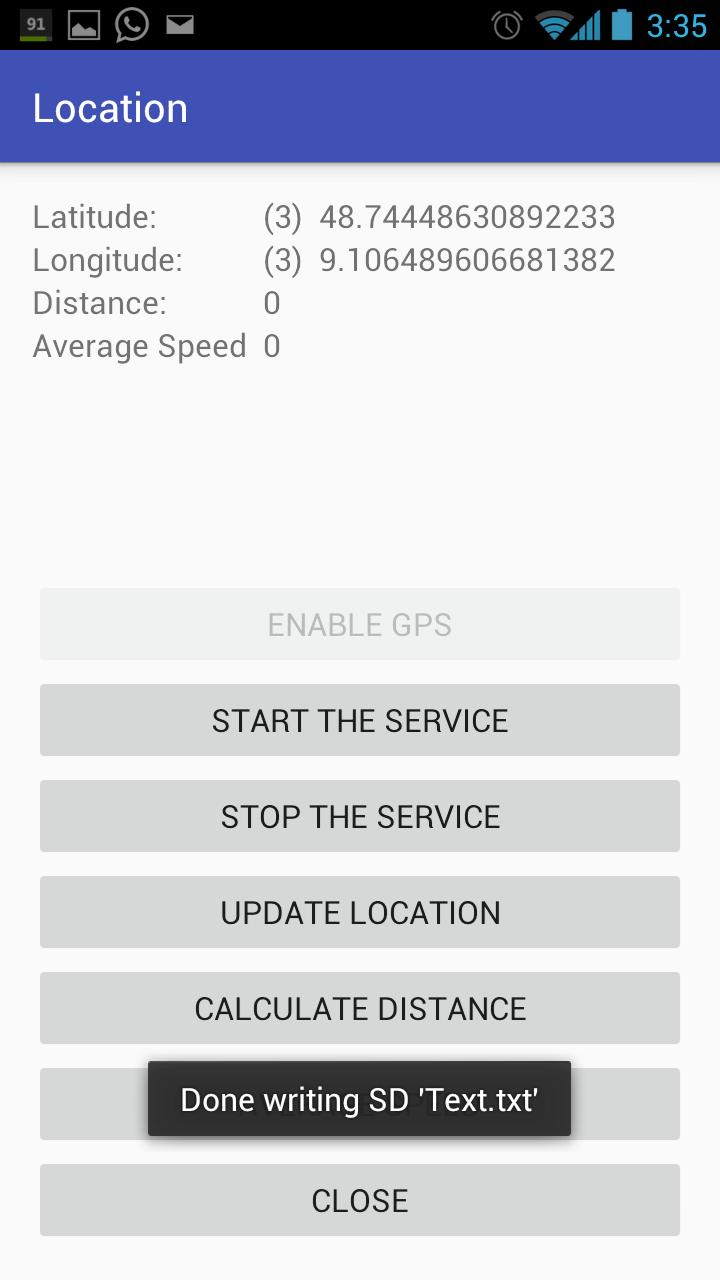 91
3:35
Location
Latitude: (3) 48.74448630892233
Longitude: (3) 9.106489606681382
Distance: 0
Average Speed 0
ENABLE GPS
START THE SERVICE
STOP THE SERVICE
UPDATE LOCATION
CALCULATE DISTANCE
Done writing SD 'Text.txt'
CLOSE